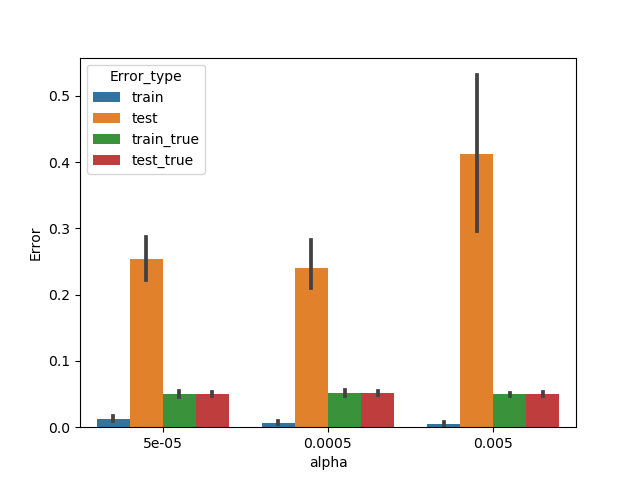 Error_type
train
test
train_true
test_true
0.5
0.4
0.3
0.2
0.1
0.0
Error
5e-05
0.0005
0.005
alpha